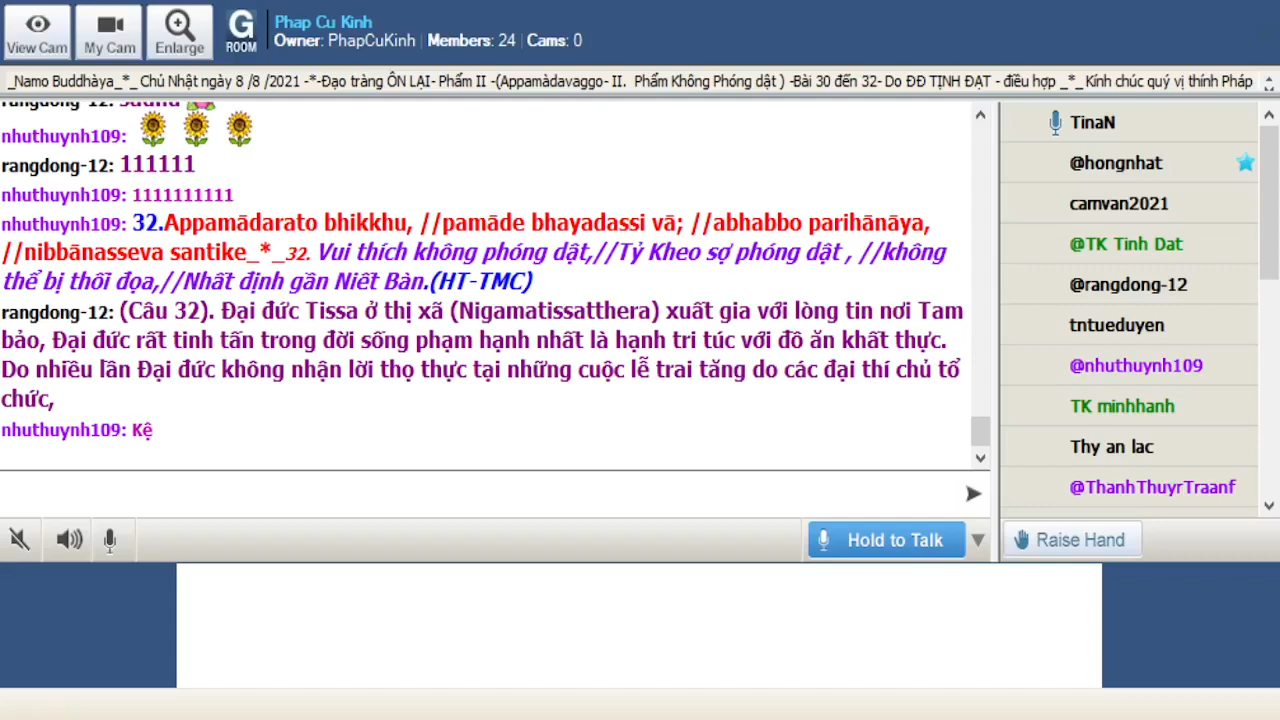 View Cam
My Cam
Enlarge
G
ROOM
Phap Cu Kinh
Owner: PhapCuKinh | Members: 24 | Cams: 0
_Namo Buddhàya_*_ Chủ Nhật ngày 8 /8 /2021 -*-Đạo tràng ÔN LẠI- Phẩm II -(Appamàdavaggo- II. Phẩm Không Phóng dật ) -Bài 30 đến 32- Do ĐĐ TỊNH ĐẠT - điều hợp _*_Kính chúc quý vị thính Pháp
rangdong-12: sadhu
nhuthuynh109:
rangdong-12: 111111
nhuthuynh109: 1111111111
nhuthuynh109: 32.Appamādarato bhikkhu, //pamāde bhayadassi vā; //abhabbo parihānāya,
//nibbānasseva santike_*_32. Vui thích không phóng dật,//Tỷ Kheo sợ phóng dật , //không
thể bị thối đọa,//Nhất định gần Niết Bàn.(HT-TMC)
rangdong-12: (Câu 32). Đại đức Tissa ở thị xã (Nigamatissatthera) xuất gia với lòng tin nơi Tam
bảo, Đại đức rất tinh tấn trong đời sống phạm hạnh nhất là hạnh tri túc với đồ ăn khất thực.
Do nhiều lần Đại đức không nhận lời thọ thực tại những cuộc lễ trai tăng do các đại thí chủ tổ
chức,
nhuthuynh109: Kệ
TinaN
@hongnhat
camvan2021
@TK Tinh Dat
@rangdong-12
tntueduyen
@nhuthuynh109
TK minhhanh
Thy an lac
@ThanhThuyrTraanf
Hold to Talk
Raise Hand